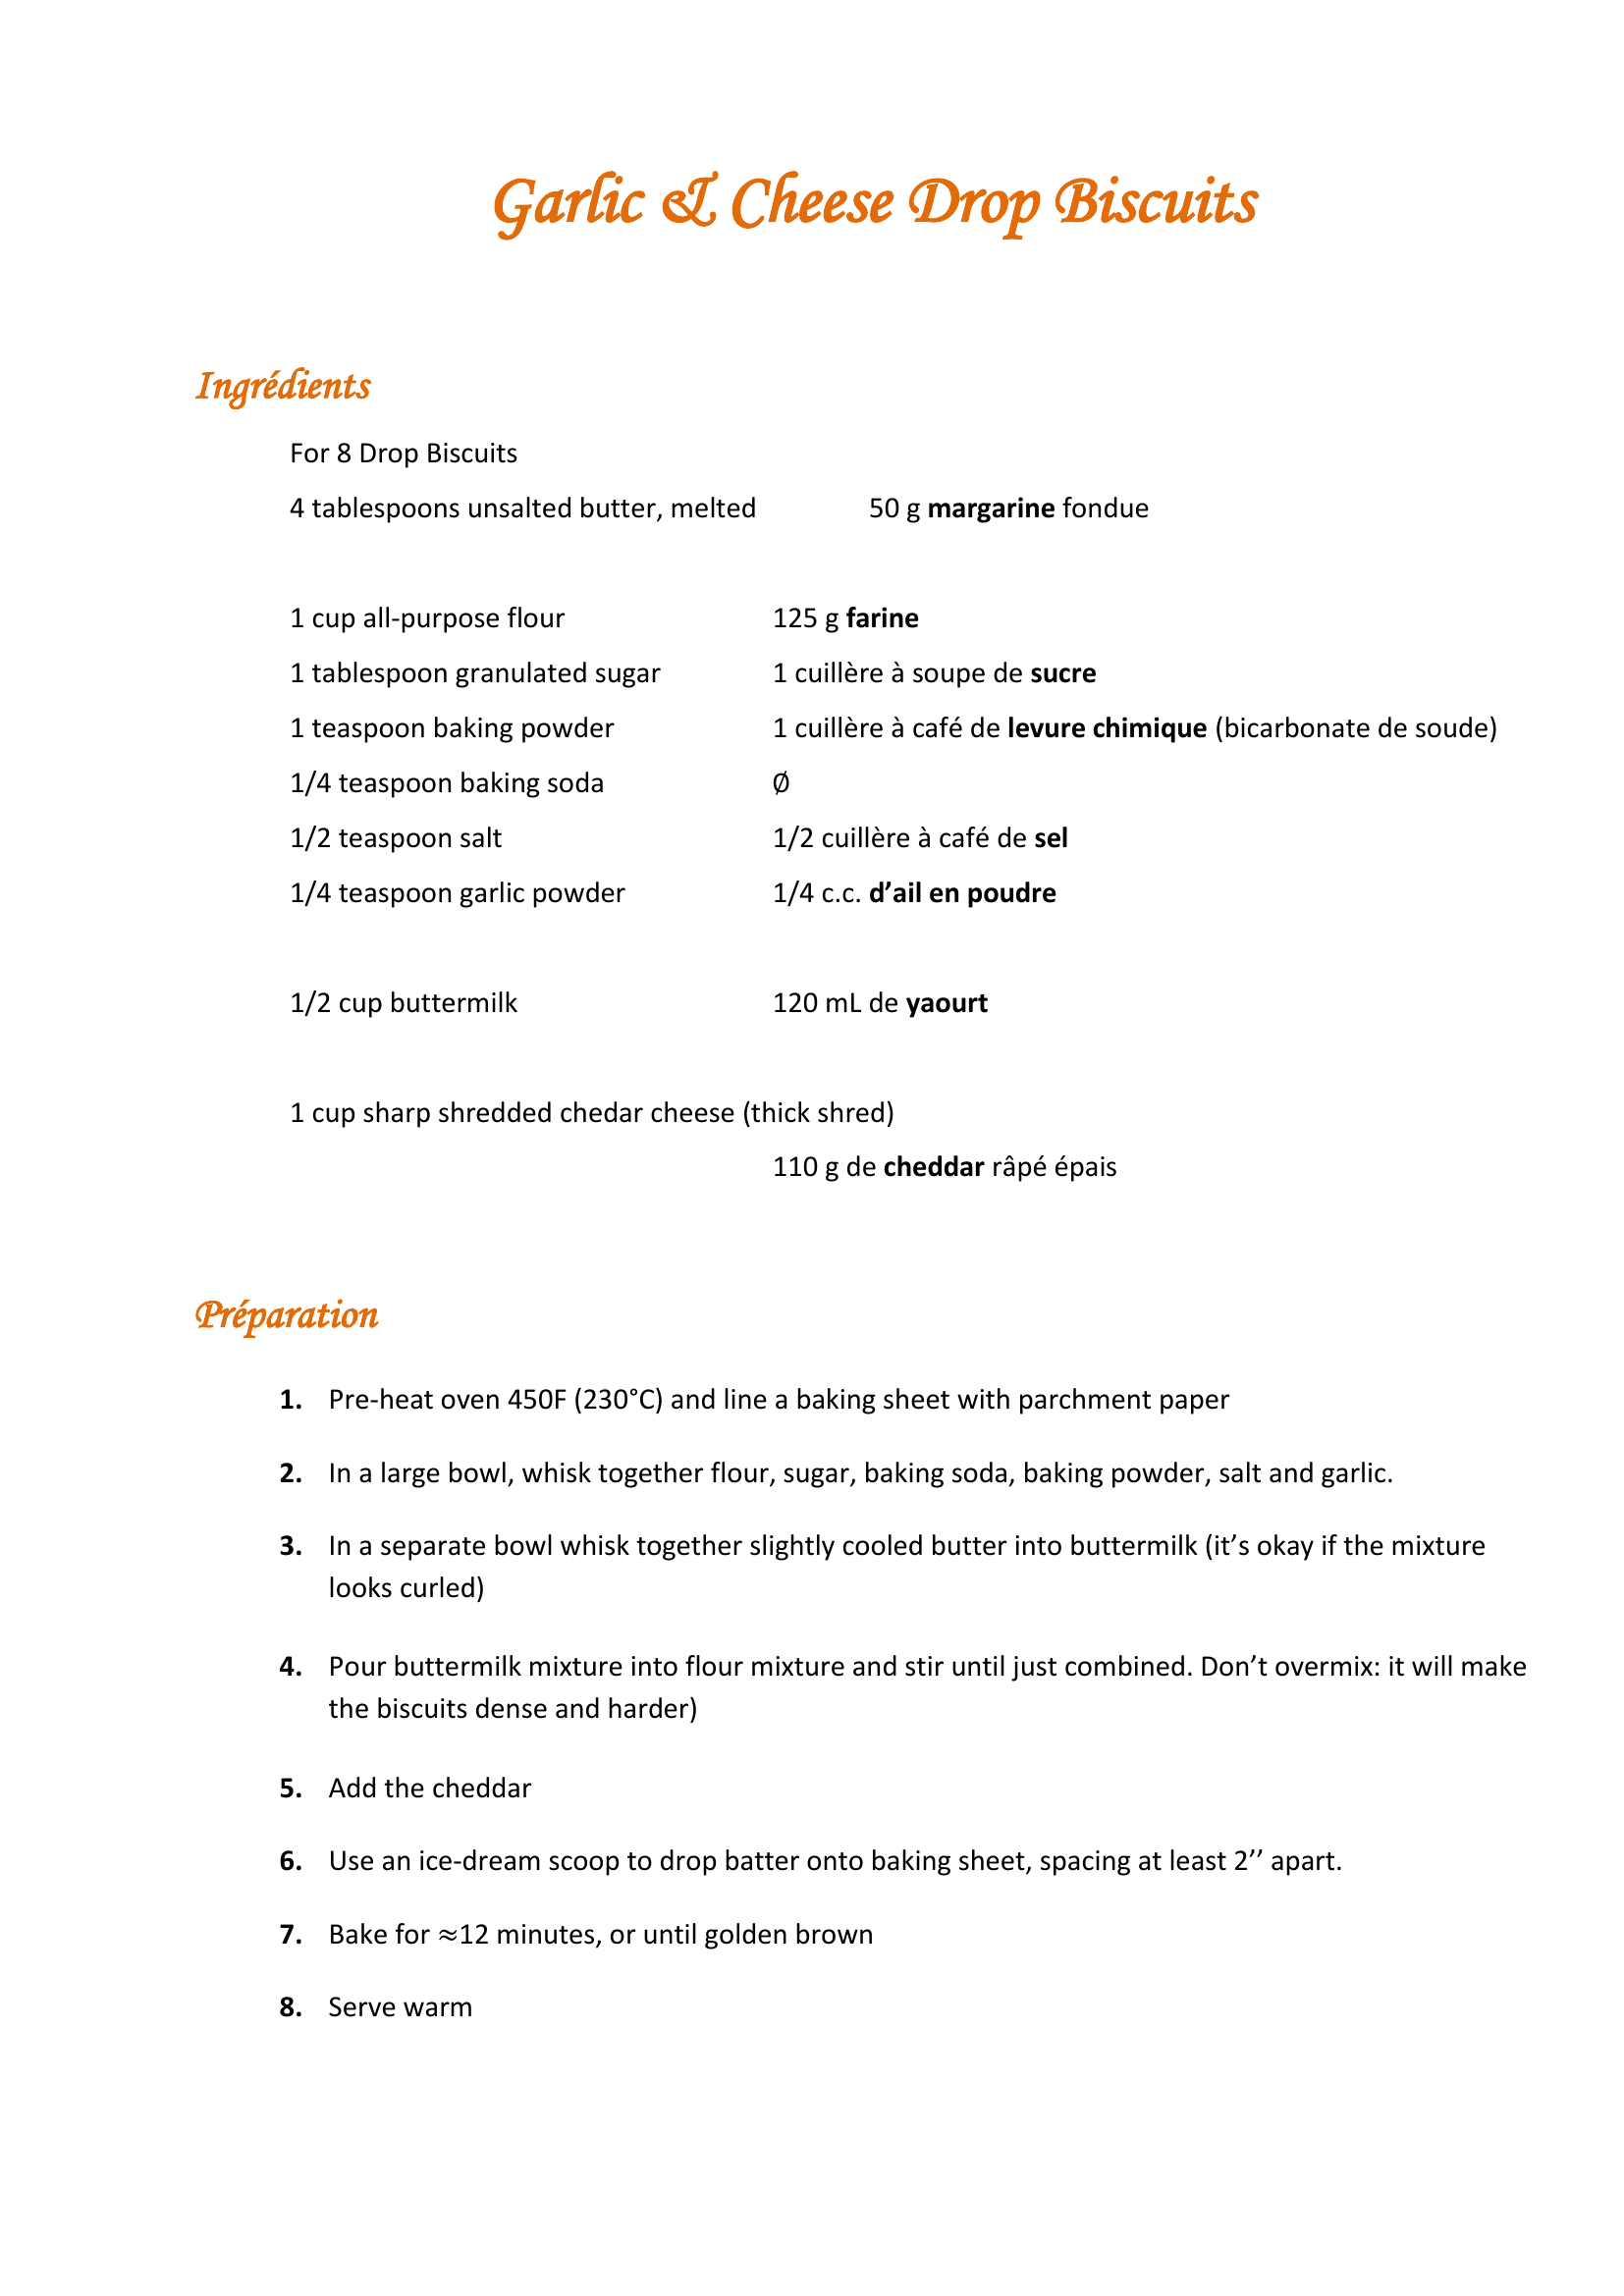 Garlic & Cheese Drop Biscuits
Ingrédients
For 8 Drop Biscuits
4 tablespoons unsalted butter, melted 50 g margarine fondue
1 cup all-purpose flour 125 g farine
1 tablespoon granulated sugar 1 cuillère à soupe de sucre
1 teaspoon baking powder 1 cuillère à café de levure chimique (bicarbonate de soude)
1/4 teaspoon baking soda Ø
1/2 teaspoon salt 1/2 cuillère à café de sel
1/4 teaspoon garlic powder 1/4 c.c. d’ail en poudre
1/2 cup buttermilk 120 mL de yaourt
1 cup sharp shredded chedar cheese (thick shred)
110 g de cheddar râpé épais
Préparation
1. Pre-heat oven 450F (230°C) and line a baking sheet with parchment paper
2. In a large bowl, whisk together flour, sugar, baking soda, baking powder, salt and garlic.
3. In a separate bowl whisk together slightly cooled butter into buttermilk (it’s okay if the mixture
looks curled)
4. Pour buttermilk mixture into flour mixture and stir until just combined. Don’t overmix: it will make
the biscuits dense and harder)
5. Add the cheddar
6. Use an ice-dream scoop to drop batter onto baking sheet, spacing at least 2’’ apart.
7. Bake for ≈12 minutes, or until golden brown
8. Serve warm